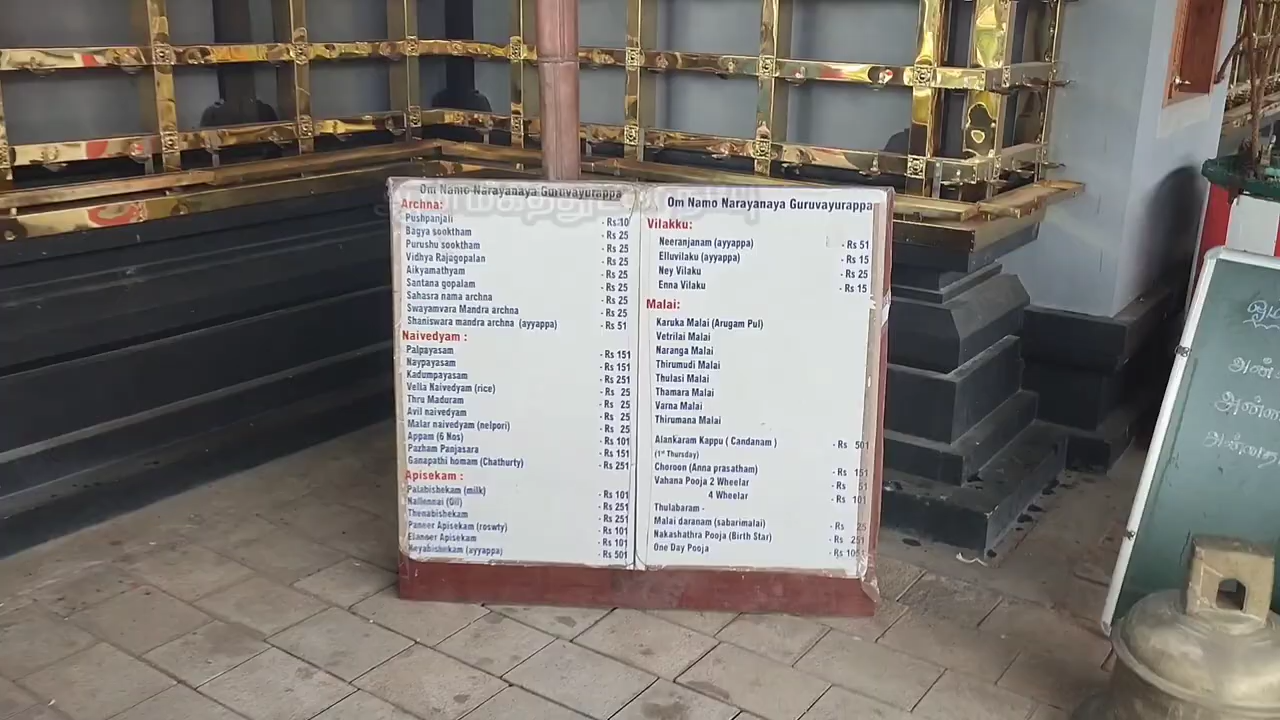 Om Namo Narayanaya Guruvayurappa
Archna:
Pushpanjali - Rs:10
Bagya sooktham - Rs 25
Purushu sooktham - Rs 25
Vidhya Rajagopalan - Rs 25
Aikyamathyam - Rs 25
Santana gopalam - Rs 25
Sahasra nama archna - Rs 25
Swayamvara Mandra archna - Rs 25
Shaniswara mandra archna (ayyappa) - Rs 51
Naivedyam :
Palpayasam - Rs 151
Naypayasam - Rs 151
Kadumpayasam - Rs 251
Vella Naivedyam (rice) - Rs 25
Thru Maduram - Rs 25
Avil naivedyam - Rs 25
Malar naivedyam (nelpori) - Rs 25
Appam (6 Nos) - Rs 101
Pazham Panjasara - Rs 151
Ganapathi homam (Chathurty) - Rs 251
Apisekam :
Palabishekam (milk) - Rs 101
Nallennai (Oil) - Rs 251
Thenabishekam - Rs 251
Paneer Apisekam (roswty) - Rs 101
Elaneer Apisekam - Rs 101
Neyabishekam (ayyappa) - Rs 501
Om Namo Narayanaya Guruvayurappa
Vilakku:
Neeranjanam (ayyappa) - Rs 51
Elluvilaku (ayyappa) - Rs 15
Ney Vilaku - Rs 25
Enna Vilaku - Rs 15
Malai:
Karuka Malai (Arugam Pul)
Vetrilai Malai
Naranga Malai
Thirumudi Malai
Thulasi Malai
Thamara Malai
Varna Malai
Thirumana Malai
Alankaram Kappu ( Candanam ) - Rs 501
(1st Thursday)
Choroon (Anna prasatham) - Rs 151
Vahana Pooja 2 Wheelar - Rs 51
4 Wheelar - Rs 101
Thulabaram -
Malai daranam (sabarimalai) - Rs 25
Nakashathra Pooja (Birth Star) - Rs 251
One Day Pooja - Rs